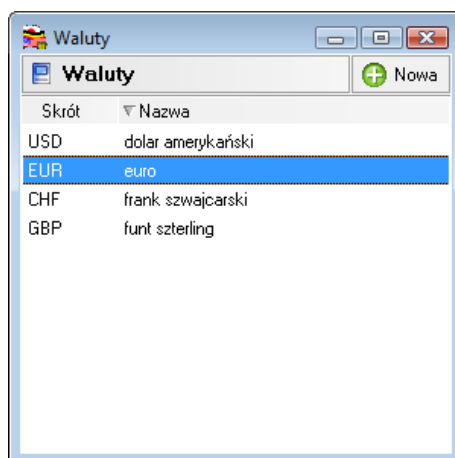 Waluty
Waluty Nowa
Skrót Nazwa
USD dolar amerykański
EUR euro
CHF frank szwajcarski
GBP funt szterling